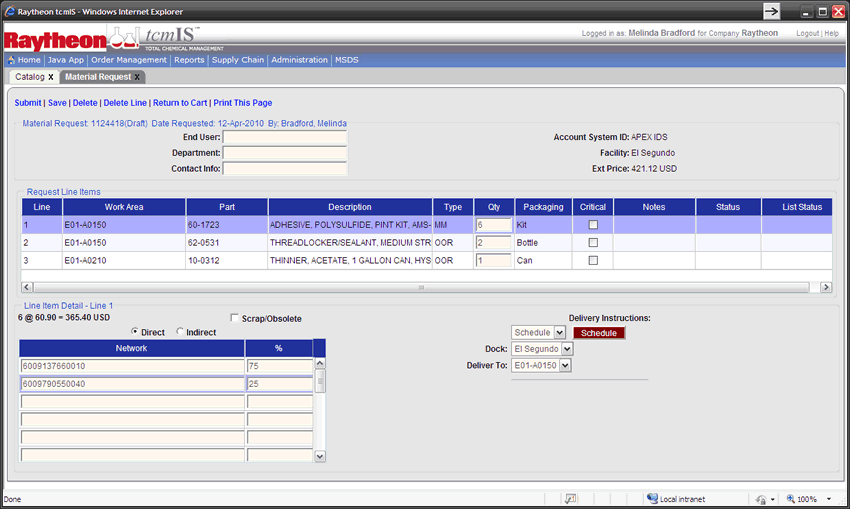 Raytheon tcmIS - Windows Internet Explorer
Raytheon tcmIS™
TOTAL CHEMICAL MANAGEMENT
Logged in as: Melinda Bradford for Company Raytheon Logout | Help
Home Java App Order Management Reports Supply Chain Administration MSDS
Catalog x Material Request x
Submit | Save | Delete | Delete Line | Return to Cart | Print This Page
Material Request: 1124418(Draft) Date Requested: 12-Apr-2010 By: Bradford, Melinda
End User: Account System ID: APEX IDS
Department: Facility: El Segundo
Contact Info: Ext Price: 421.12 USD
Request Line Items
Line Work Area Part Description Type Qty Packaging Critical Notes Status List Status
1 E01-A0150 60-1723 ADHESIVE, POLYSULFIDE, PINT KIT, AMS- MM 6 Kit
2 E01-A0150 62-0531 THREADLOCKER/SEALANT, MEDIUM STR OOR 2 Bottle
3 E01-A0210 10-0312 THINNER, ACETATE, 1 GALLON CAN, HYS OOR 1 Can
Line Item Detail - Line 1
6 @ 60.90 = 365.40 USD Scrap/Obsolete Delivery Instructions:
Direct Indirect Schedule Schedule
Network % Dock: El Segundo
6009137660010 75 Deliver To: E01-A0150
6009790550040 25
Done Local intranet 100%